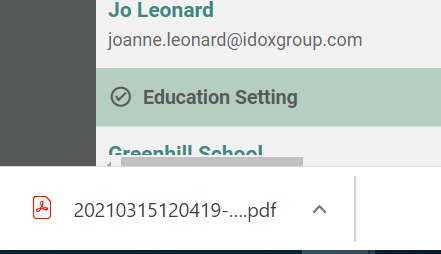 Jo Leonard
joanne.leonard@idoxgroup.com
Education Setting
Greenhill School
20210315120419-....pdf